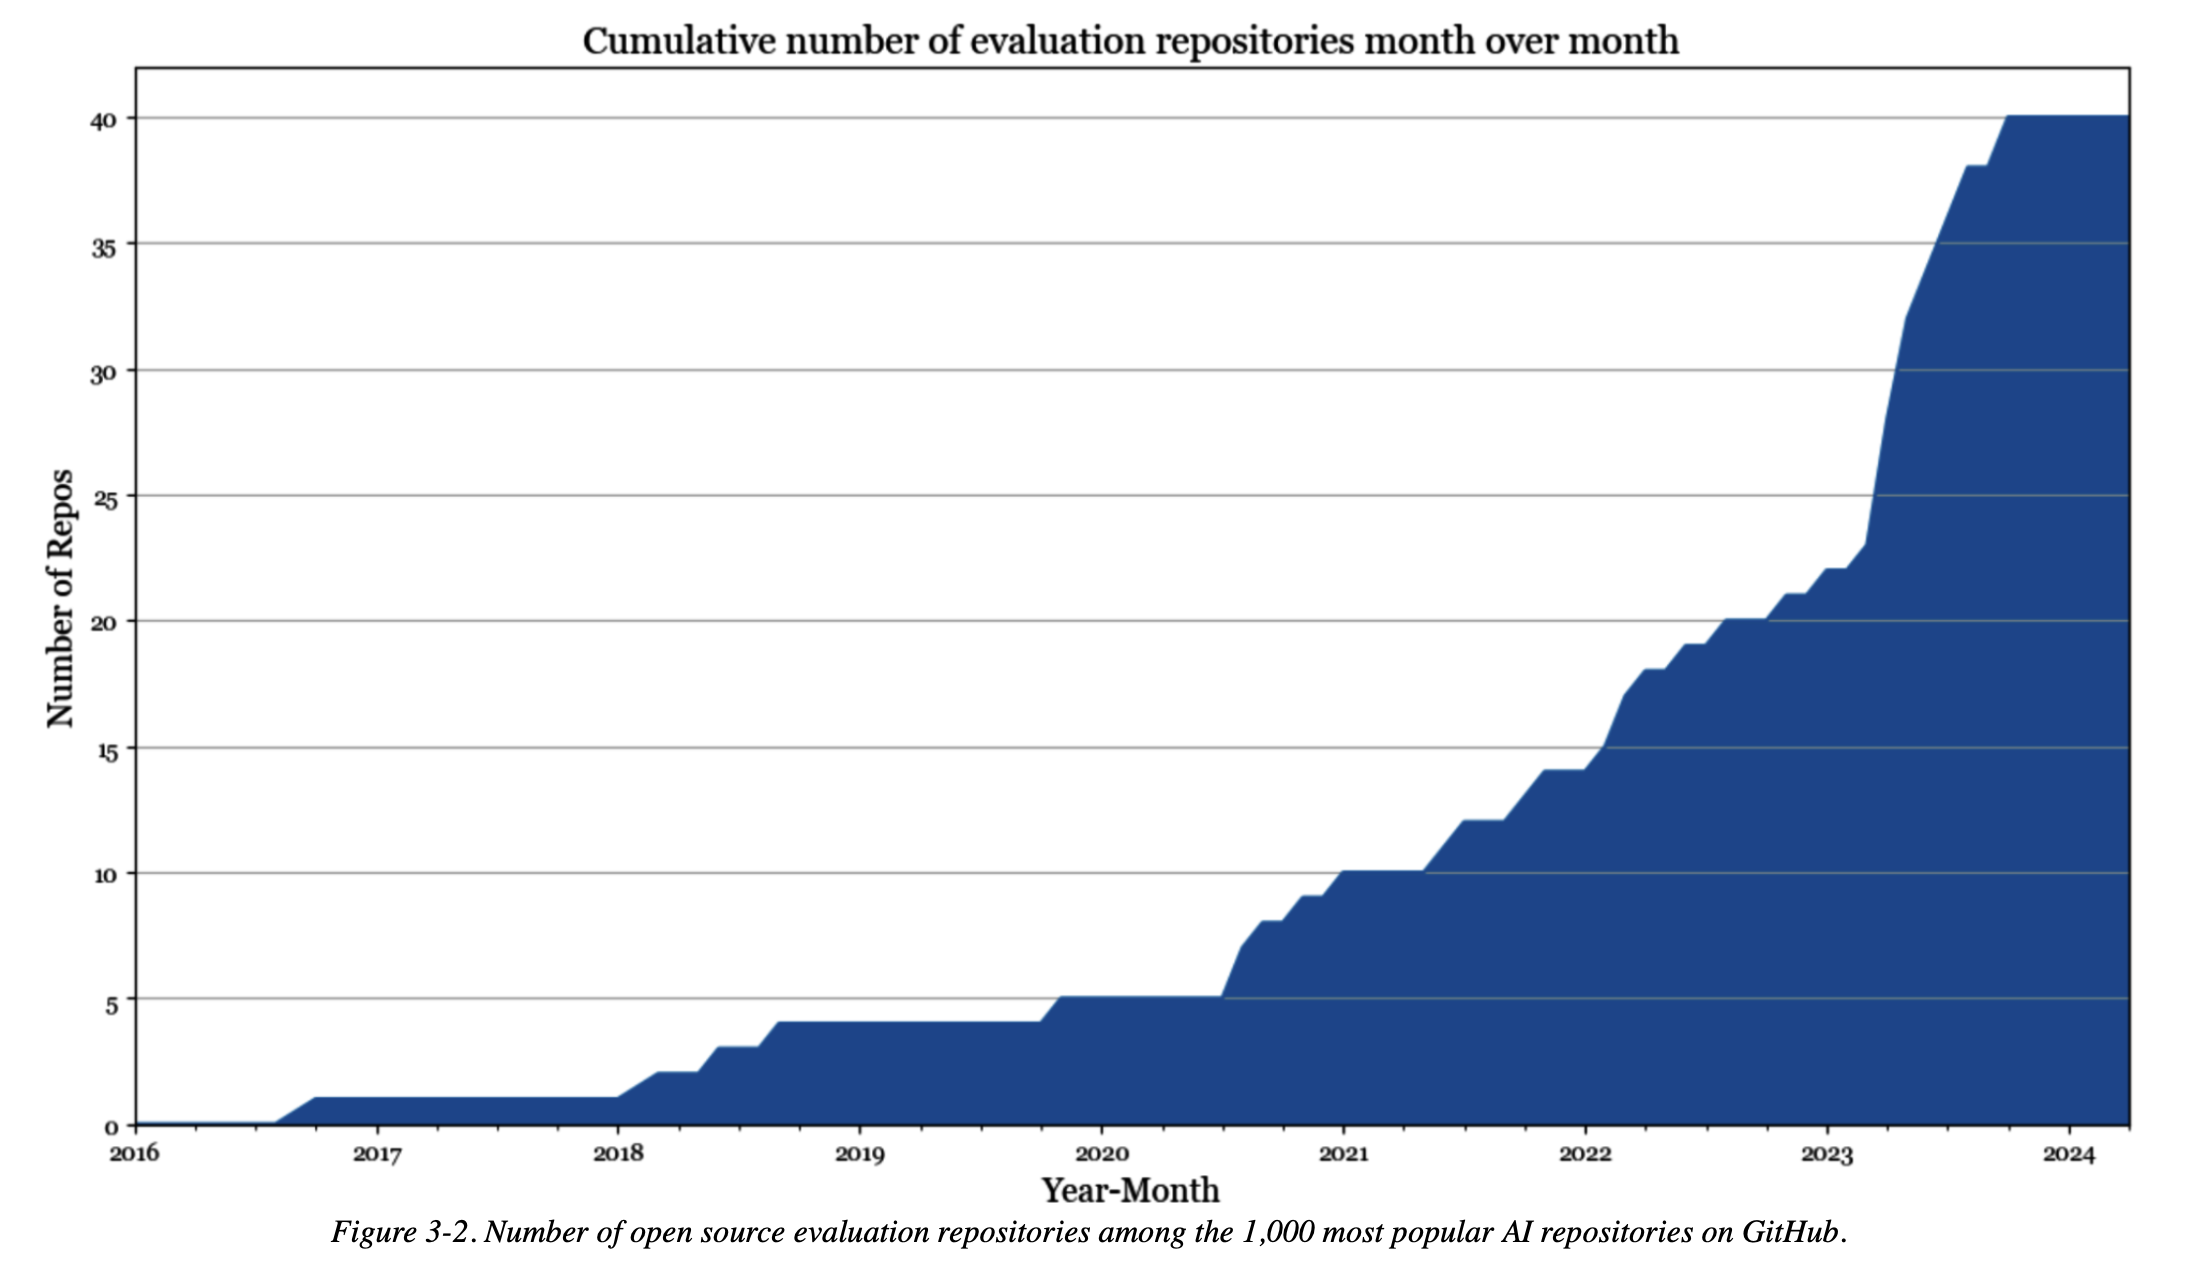 Cumulative number of evaluation repositories month over month
40
35
30
25
20
15
10
5
0
Number of Repos
2016 2017 2018 2019 2020 2021 2022 2023 2024
Year-Month
Figure 3-2. Number of open source evaluation repositories among the 1,000 most popular AI repositories on GitHub.